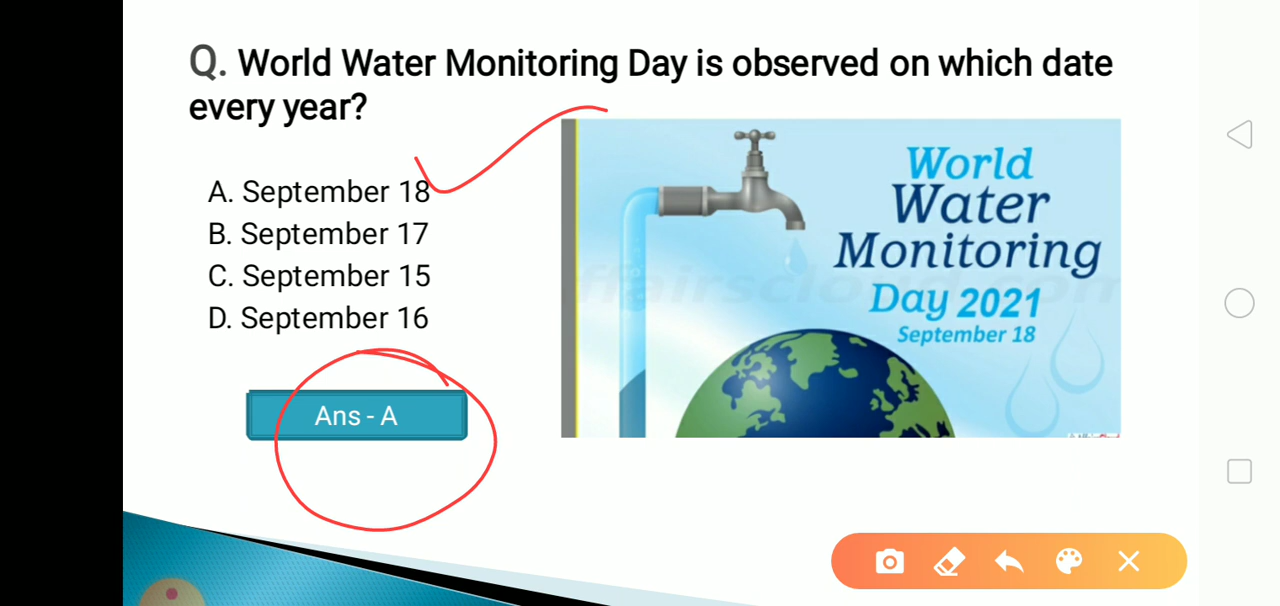 Q. World Water Monitoring Day is observed on which date
every year?
A. September 18
B. September 17
C. September 15
D. September 16
Ans - A
World
Water
Monitoring
Day 2021
September 18